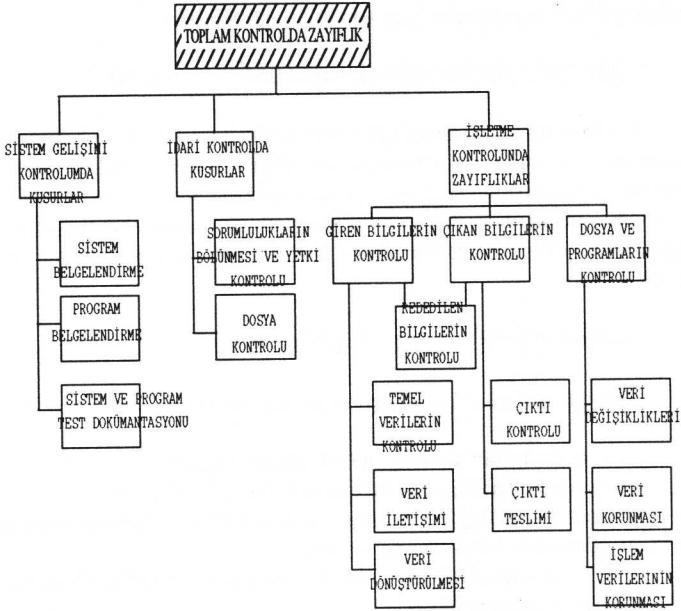 TOPLAM KONTROLDA ZAYIFLIK
SİSTEM GELİŞİMİ
KONTROLUMDA
KUSURLAR
İDARİ KONTROLDA
KUSURLAR
İŞLETME
KONTROLUNDA
ZAYIFLIKLAR
SİSTEM
BELGELENDİRME
PROGRAM
BELGELENDİRME
SİSTEM VE PROGRAM
TEST DOKÜMANTASYONU
SORUMLULUKLARIN
BÖLÜNMESİ VE YETKİ
KONTROLU
DOSYA
KONTROLU
GİREN BİLGİLERİN
KONTROLU
ÇIKAN BİLGİLERİN
KONTROLU
DOSYA VE
PROGRAMLARIN
KONTROLU
REDEDİLEN
BİLGİLERİN
KONTROLU
TEMEL
VERİLERİN
KONTROLU
VERİ
İLETİŞİMİ
VERİ
DÖNÜŞTÜRÜLMESİ
ÇIKTI
KONTROLU
ÇIKTI
TESLİMİ
VERİ
DEĞİŞİKLİKLERİ
VERİ
KORUNMASI
İŞLEM
VERİLERİNİN
KORUNMASI